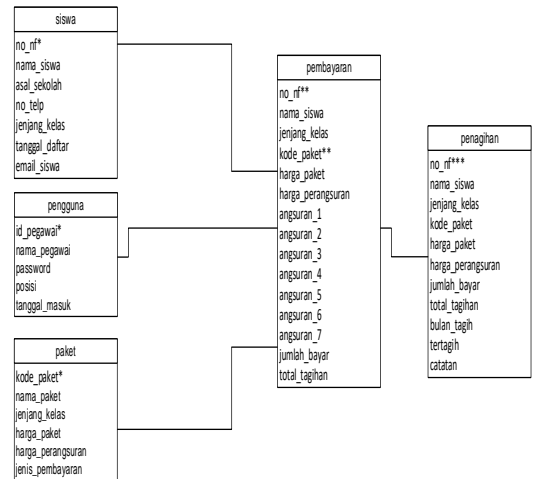 siswa
no_nf*
nama_siswa
asal_sekolah
no_telp
jenjang_kelas
tanggal_daftar
email_siswa
pengguna
id_pegawai*
nama_pegawai
password
posisi
tanggal_masuk
paket
kode_paket*
nama_paket
jenjang_kelas
harga_paket
harga_perangsuran
jenis_pembayaran
pembayaran
no_nf**
nama_siswa
jenjang_kelas
kode_paket**
harga_paket
harga_perangsuran
angsuran_1
angsuran_2
angsuran_3
angsuran_4
angsuran_5
angsuran_6
angsuran_7
jumlah_bayar
total_tagihan
penagihan
no_nf***
nama_siswa
jenjang_kelas
kode_paket
harga_paket
harga_perangsuran
jumlah_bayar
total_tagihan
bulan_tagih
tertagih
catatan